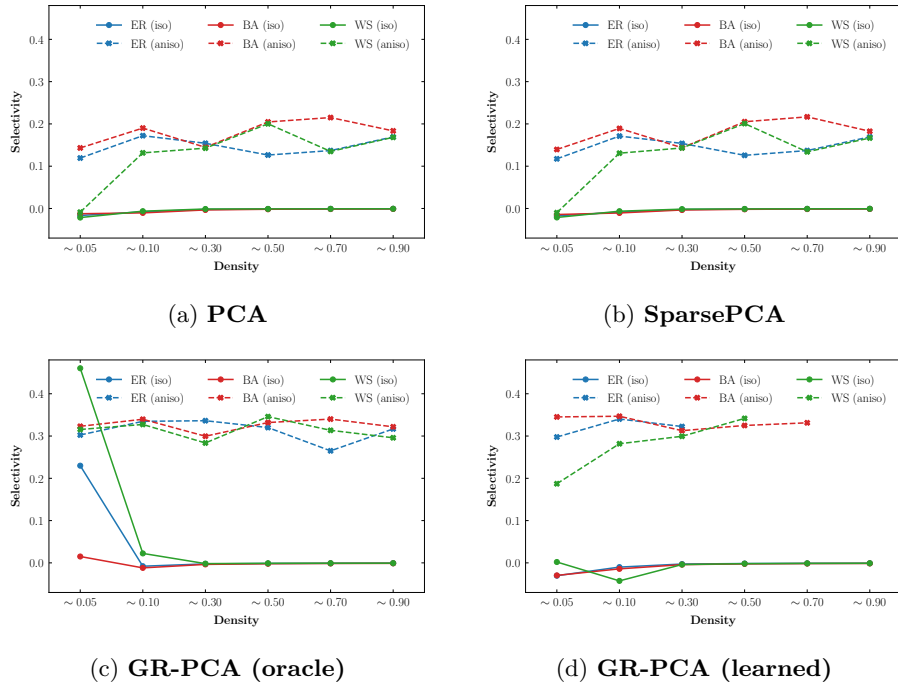 ER (iso) BA (iso) WS (iso)
ER (aniso) BA (aniso) WS (aniso)
0.4
0.3
0.2
0.1
0.0
Selectivity
∼ 0.05 ∼ 0.10 ∼ 0.30 ∼ 0.50 ∼ 0.70 ∼ 0.90
Density
(a) PCA
ER (iso) BA (iso) WS (iso)
ER (aniso) BA (aniso) WS (aniso)
0.4
0.3
0.2
0.1
0.0
Selectivity
∼ 0.05 ∼ 0.10 ∼ 0.30 ∼ 0.50 ∼ 0.70 ∼ 0.90
Density
(b) SparsePCA
ER (iso) BA (iso) WS (iso)
ER (aniso) BA (aniso) WS (aniso)
0.4
0.3
0.2
0.1
0.0
Selectivity
∼ 0.05 ∼ 0.10 ∼ 0.30 ∼ 0.50 ∼ 0.70 ∼ 0.90
Density
(c) GR-PCA (oracle)
ER (iso) BA (iso) WS (iso)
ER (aniso) BA (aniso) WS (aniso)
0.4
0.3
0.2
0.1
0.0
Selectivity
∼ 0.05 ∼ 0.10 ∼ 0.30 ∼ 0.50 ∼ 0.70 ∼ 0.90
Density
(d) GR-PCA (learned)